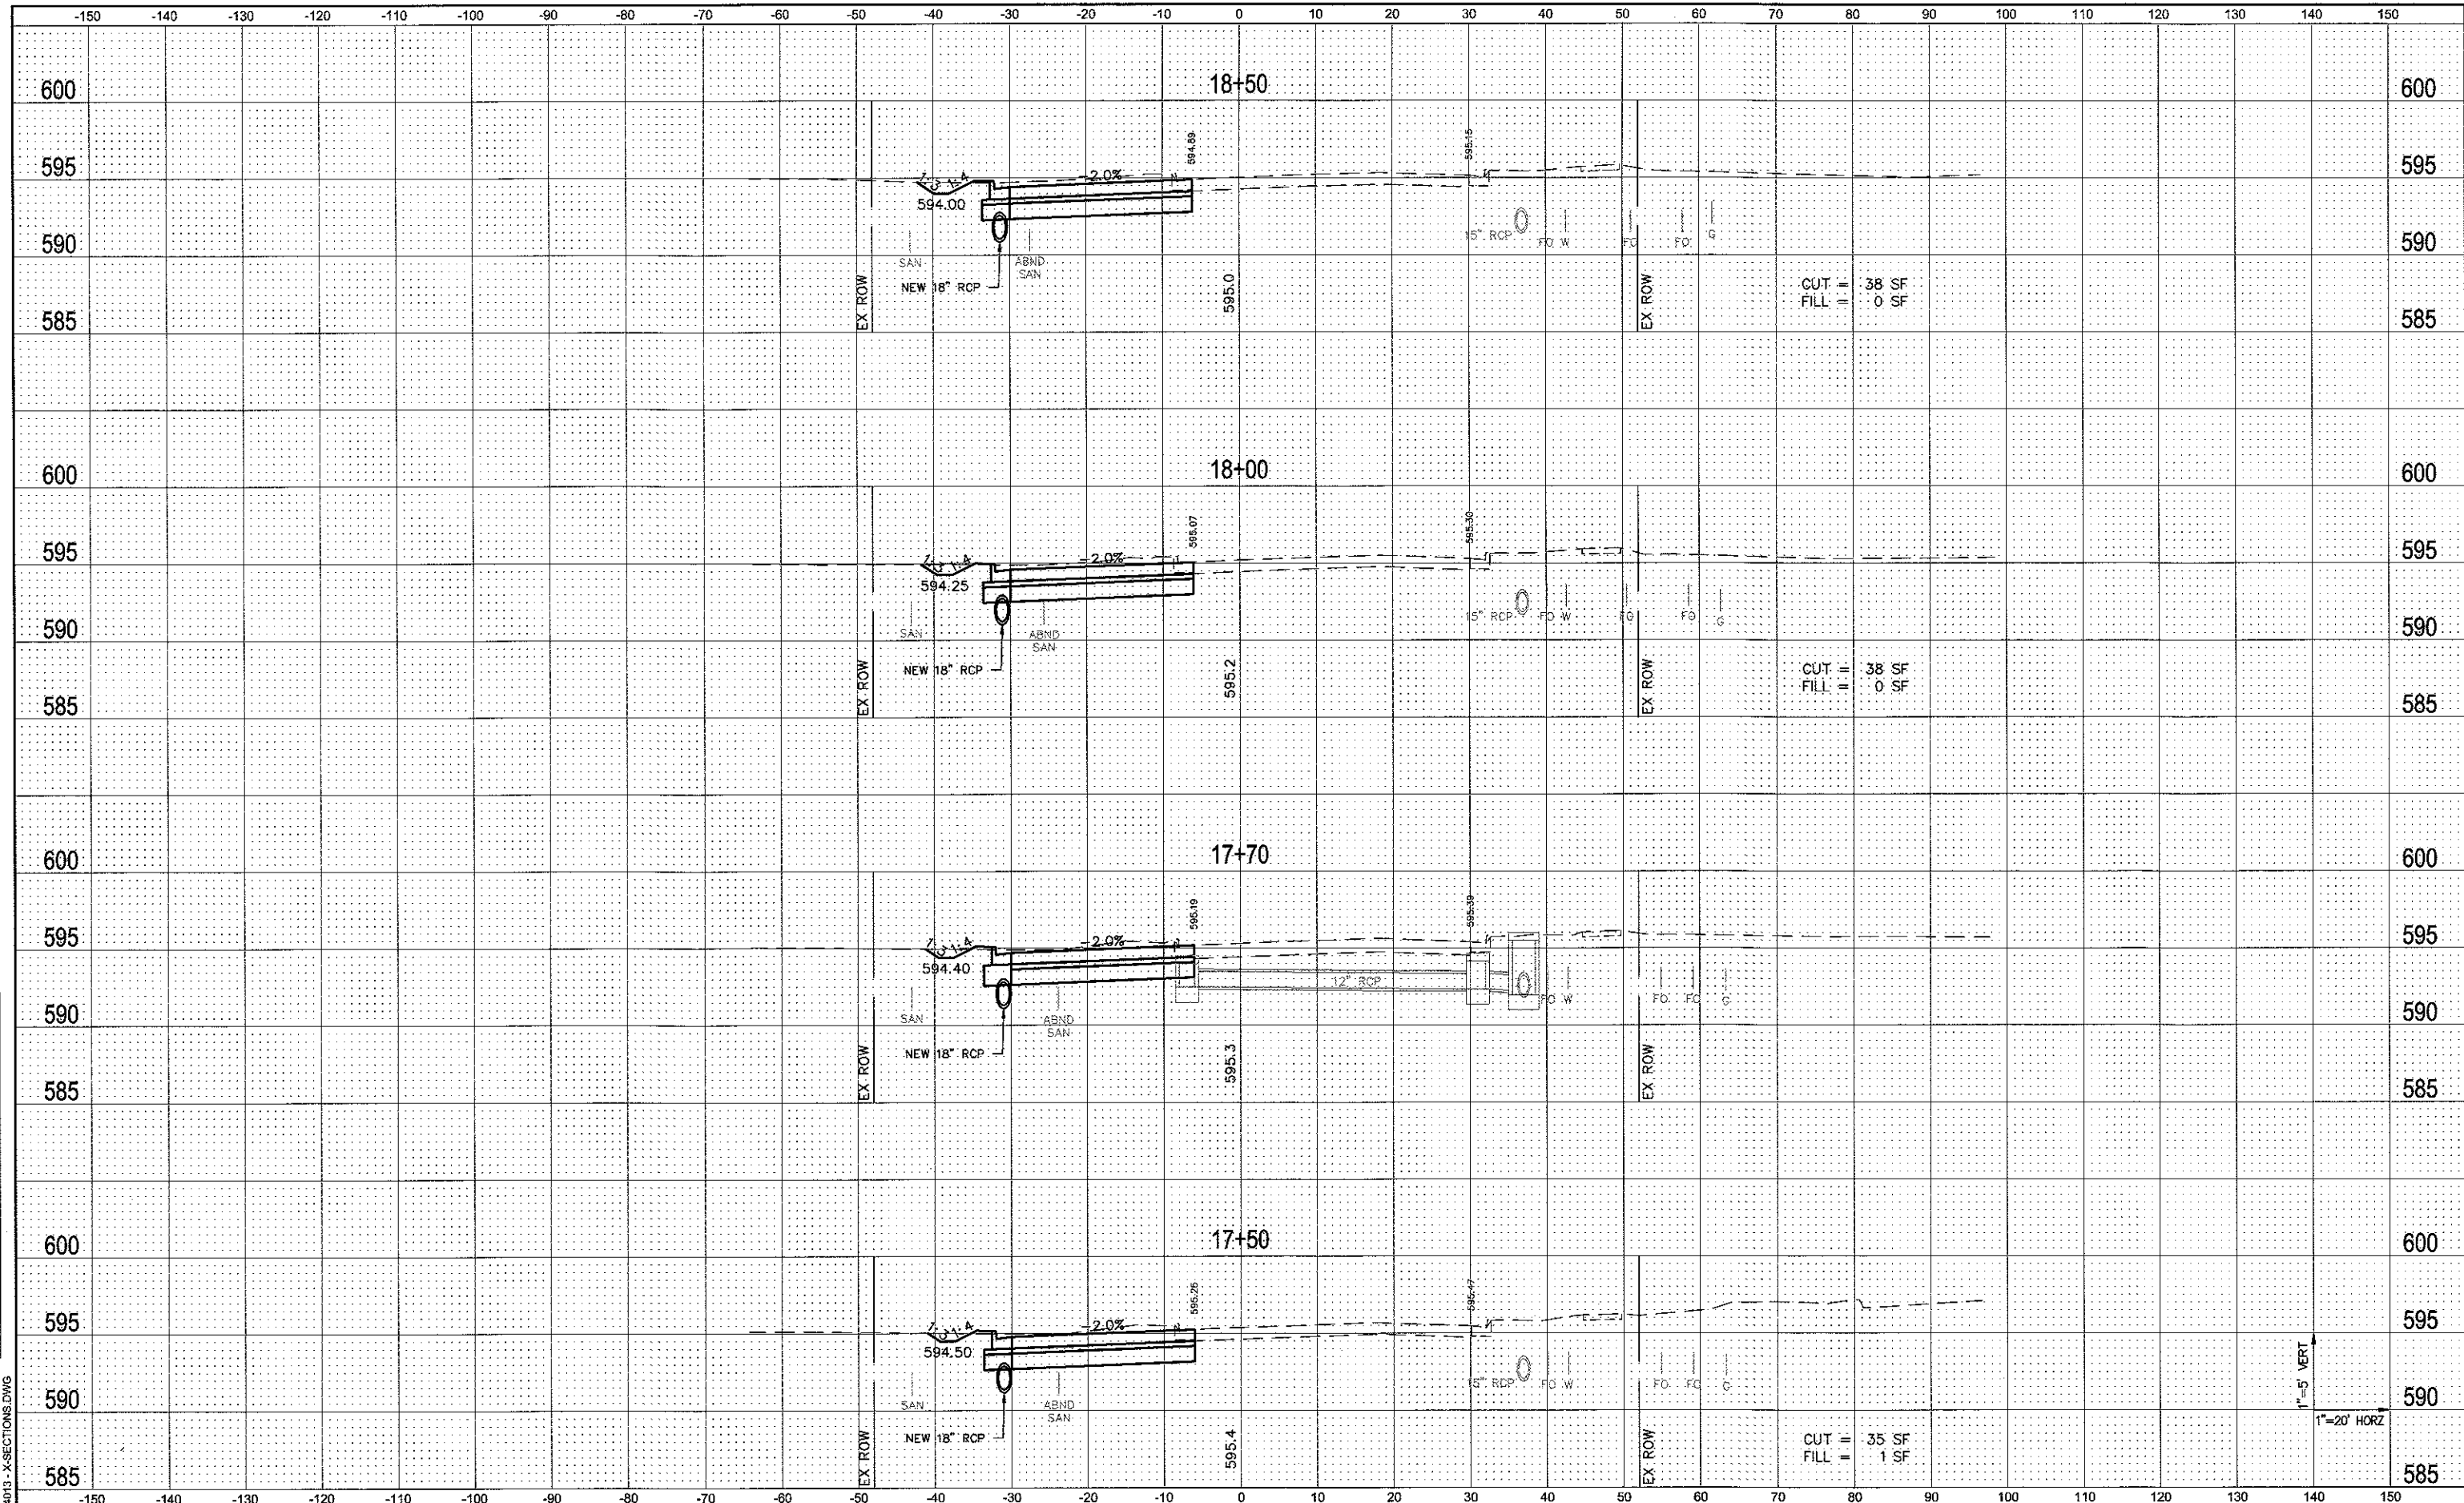 -150 -140 -130 -120 -110 -100 -90 -80 -70 -60 -50 -40 -30 -20 -10 0 10 20 30 40 50 60 70 80 90 100 110 120 130 140 150
18+50
600 600
594.89 595.15
595 1:3 1:4 -2.0% 595
594.00
15" RCP FO W FO FO G
590 SAN ABND 590
SAN
NEW 18" RCP
EX ROW 595.0 EX ROW
CUT = 38 SF
FILL = 0 SF
585 585
18+00
600 600
595.07 595.30
595 1:3 1:4 -2.0% 595
594.25
15" RCP FO W FO FO G
590 SAN ABND 590
SAN
NEW 18" RCP
EX ROW 595.2 EX ROW
CUT = 38 SF
FILL = 0 SF
585 585
17+70
600 600
595.19 595.39
595 1:3 1:4 -2.0% 595
594.40
12" RCP
FO W FO FO G
590 SAN ABND 590
SAN
NEW 18" RCP
EX ROW 595.3 EX ROW
585 585
17+50
600 600
595.47
595 1:3 1:4 -2.0% 595
594.50
15" RCP FO W FO FO G
590 SAN ABND 590
SAN
NEW 18" RCP
EX ROW 595.4 EX ROW
CUT = 35 SF
FILL = 1 SF
1"=5' VERT
1"=20' HORZ
585 585
4013 - X-SECTIONS.DWG
-150 -140 -130 -120 -110 -100 -90 -80 -70 -60 -50 -40 -30 -20 -10 0 10 20 30 40 50 60 70 80 90 100 110 120 130 140 150